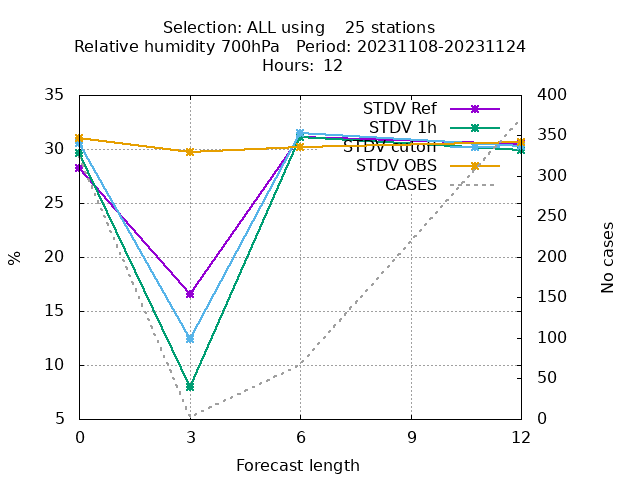 Selection: ALL using    25 stations
Relative humidity 700hPa   Period: 20231108-20231124
Hours:  12
35
30
25
20
15
10
5
400
350
300
250
200
150
100
50
0
0
3
6
9
12
%
No cases
Forecast length
STDV Ref
STDV 1h
STDV cutoff
STDV OBS
CASES